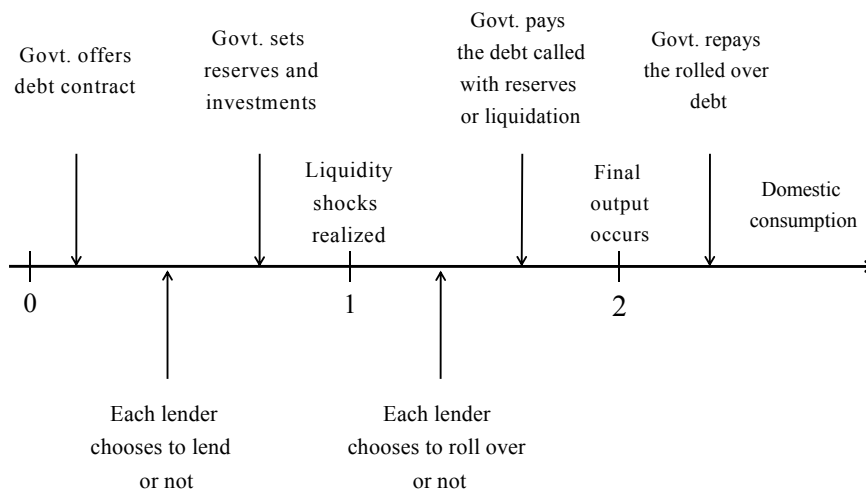 Govt. offers
debt contract
Govt. sets
reserves and
investments
Govt. pays
the debt called
with reserves
or liquidation
Govt. repays
the rolled over
debt
Liquidity
shocks
realized
Final
output
occurs
Domestic
consumption
0
1
2
Each lender
chooses to lend
or not
Each lender
chooses to roll over
or not